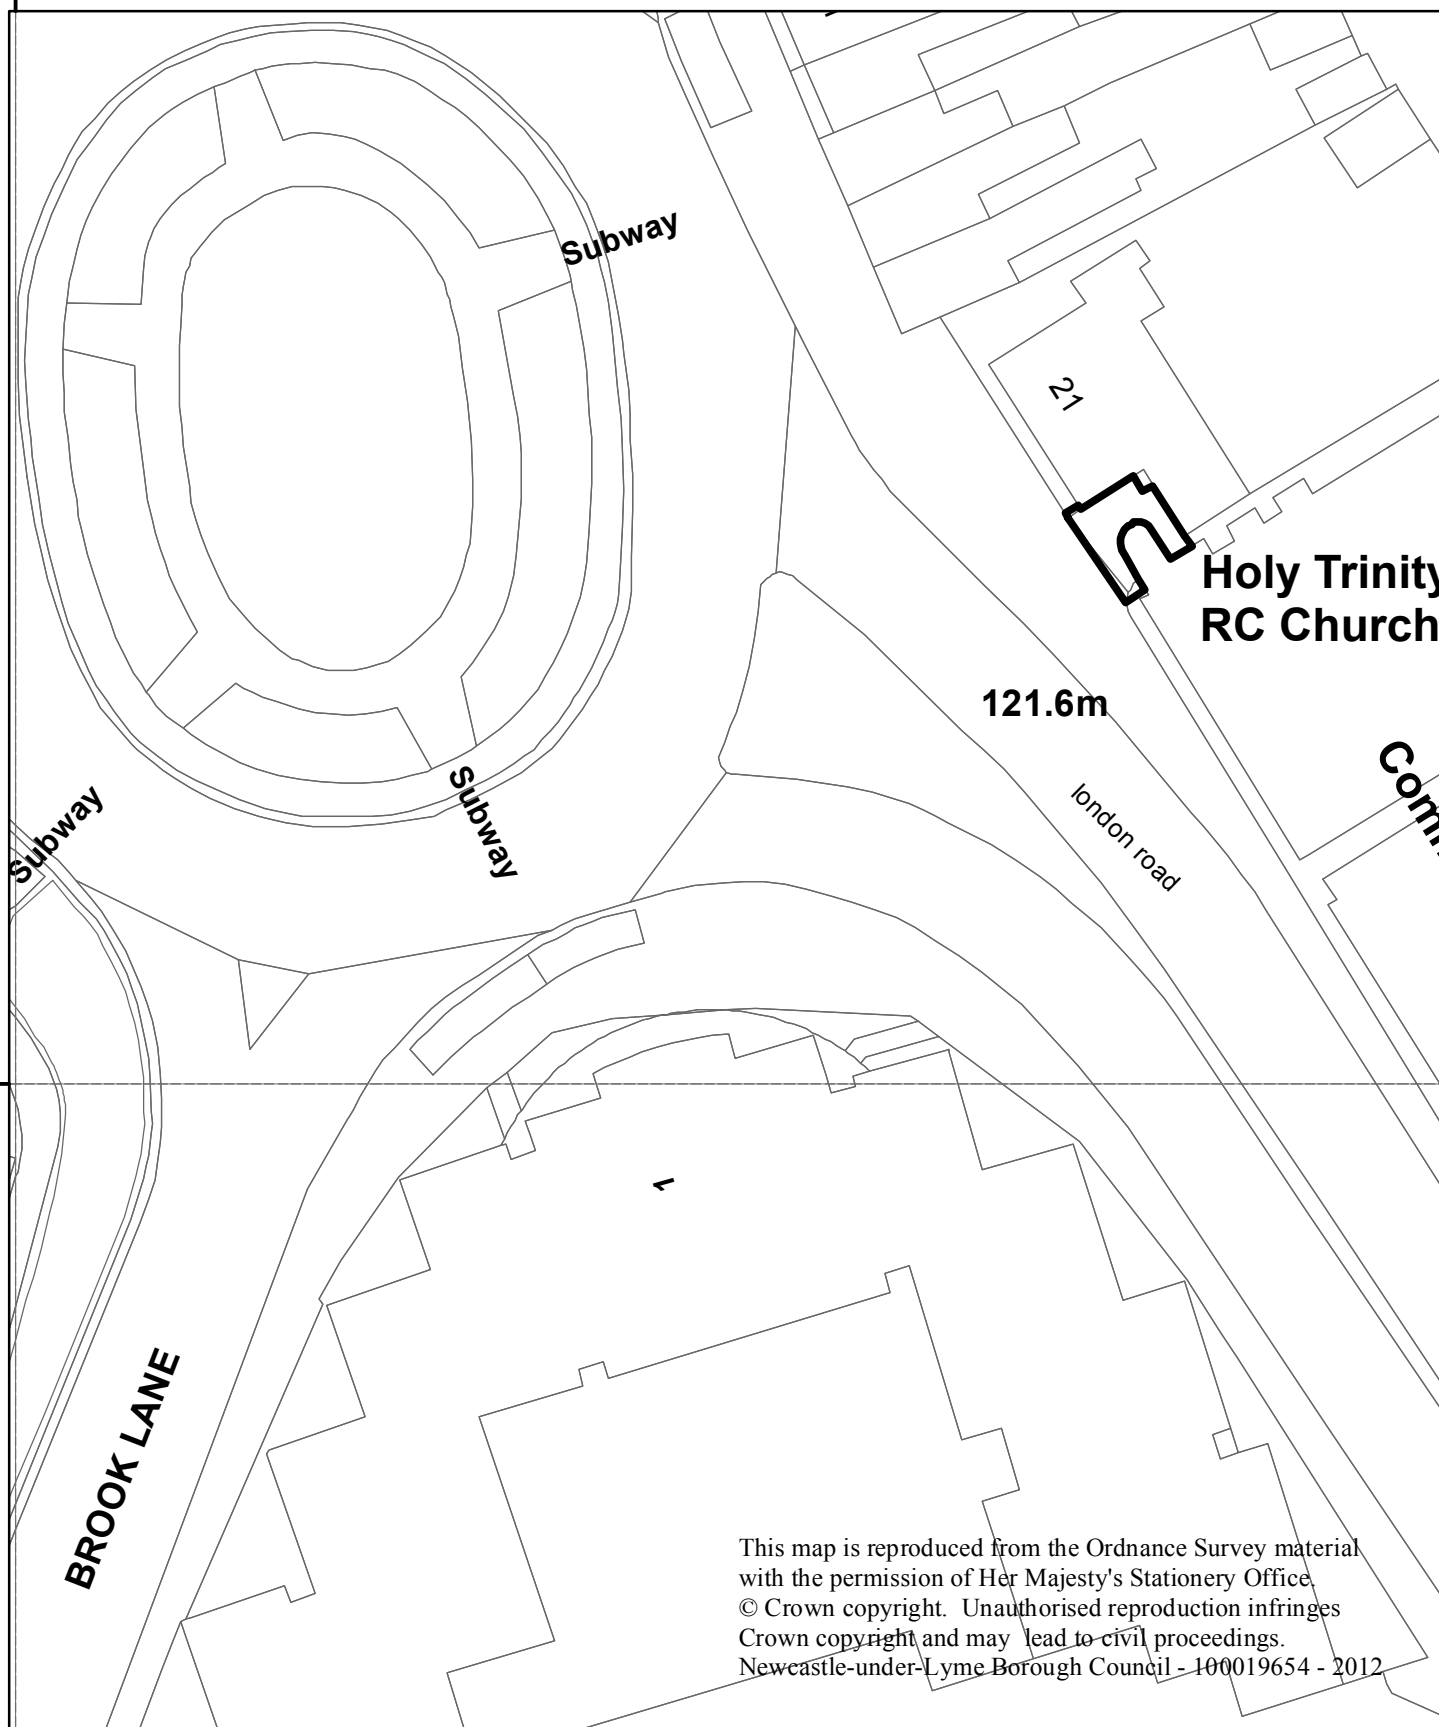 Subway
21
Holy Trinity
RC Church
121.6m
london road
Subway
Subway
1
BROOK LANE
This map is reproduced from the Ordnance Survey material
with the permission of Her Majesty's Stationery Office.
© Crown copyright. Unauthorised reproduction infringes
Crown copyright and may lead to civil proceedings.
Newcastle-under-Lyme Borough Council - 100019654 - 2012